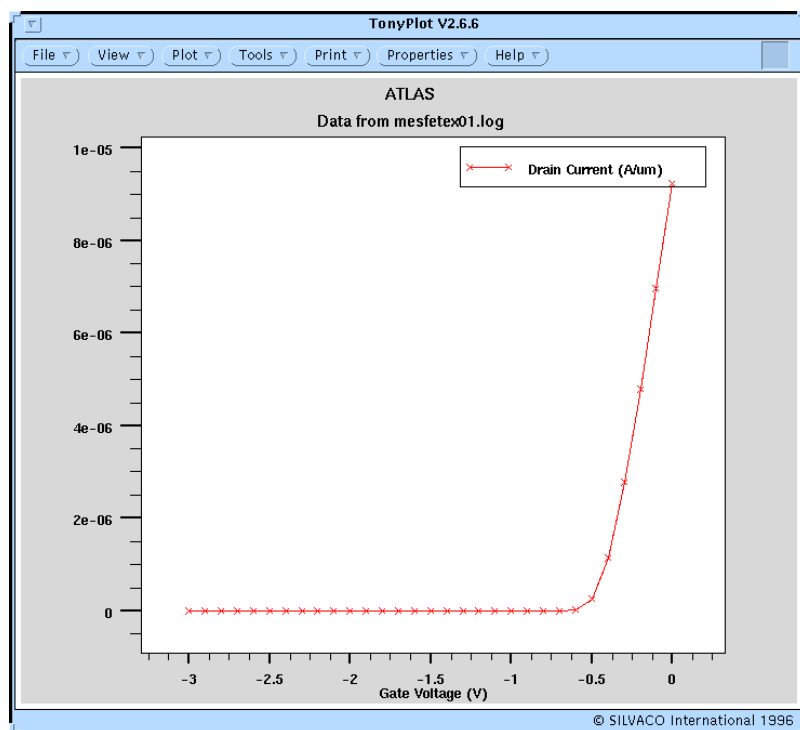 TonyPlot V2.6.6
File View Plot Tools Print Properties Help
ATLAS
Data from mesfetex01.log
Drain Current (A/um)
1e-05
8e-06
6e-06
4e-06
2e-06
0
-3 -2.5 -2 -1.5 -1 -0.5 0
Gate Voltage (V)
© SILVACO International 1996